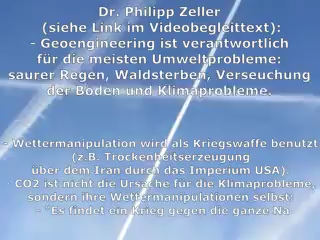 Dr. Philipp Zeller
(siehe Link im Videobegleittext):
- Geoengineering ist verantwortlich
für die meisten Umweltprobleme:
saurer Regen, Waldsterben, Verseuchung
der Böden und Klimaprobleme.
- Wettermanipulation wird als Kriegswaffe benutzt
(z.B. Trockenheitserzeugung
über dem Iran durch das Imperium USA).
- CO2 ist nicht die Ursache für die Klimaprobleme,
sondern ihre Wettermanipulationen selbst:
- "Es findet ein Krieg gegen die ganze Na